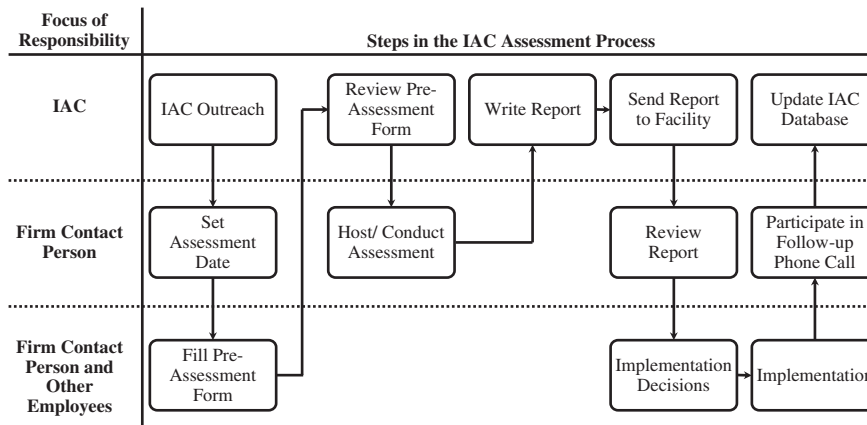 Focus of
Responsibility
Steps in the IAC Assessment Process
IAC
IAC Outreach
Review Pre-
Assessment
Form
Write Report
Send Report
to Facility
Update IAC
Database
Firm Contact
Person
Set
Assessment
Date
Host/ Conduct
Assessment
Review
Report
Participate in
Follow-up
Phone Call
Firm Contact
Person and
Other
Employees
Fill Pre-
Assessment
Form
Implementation
Decisions
Implementation